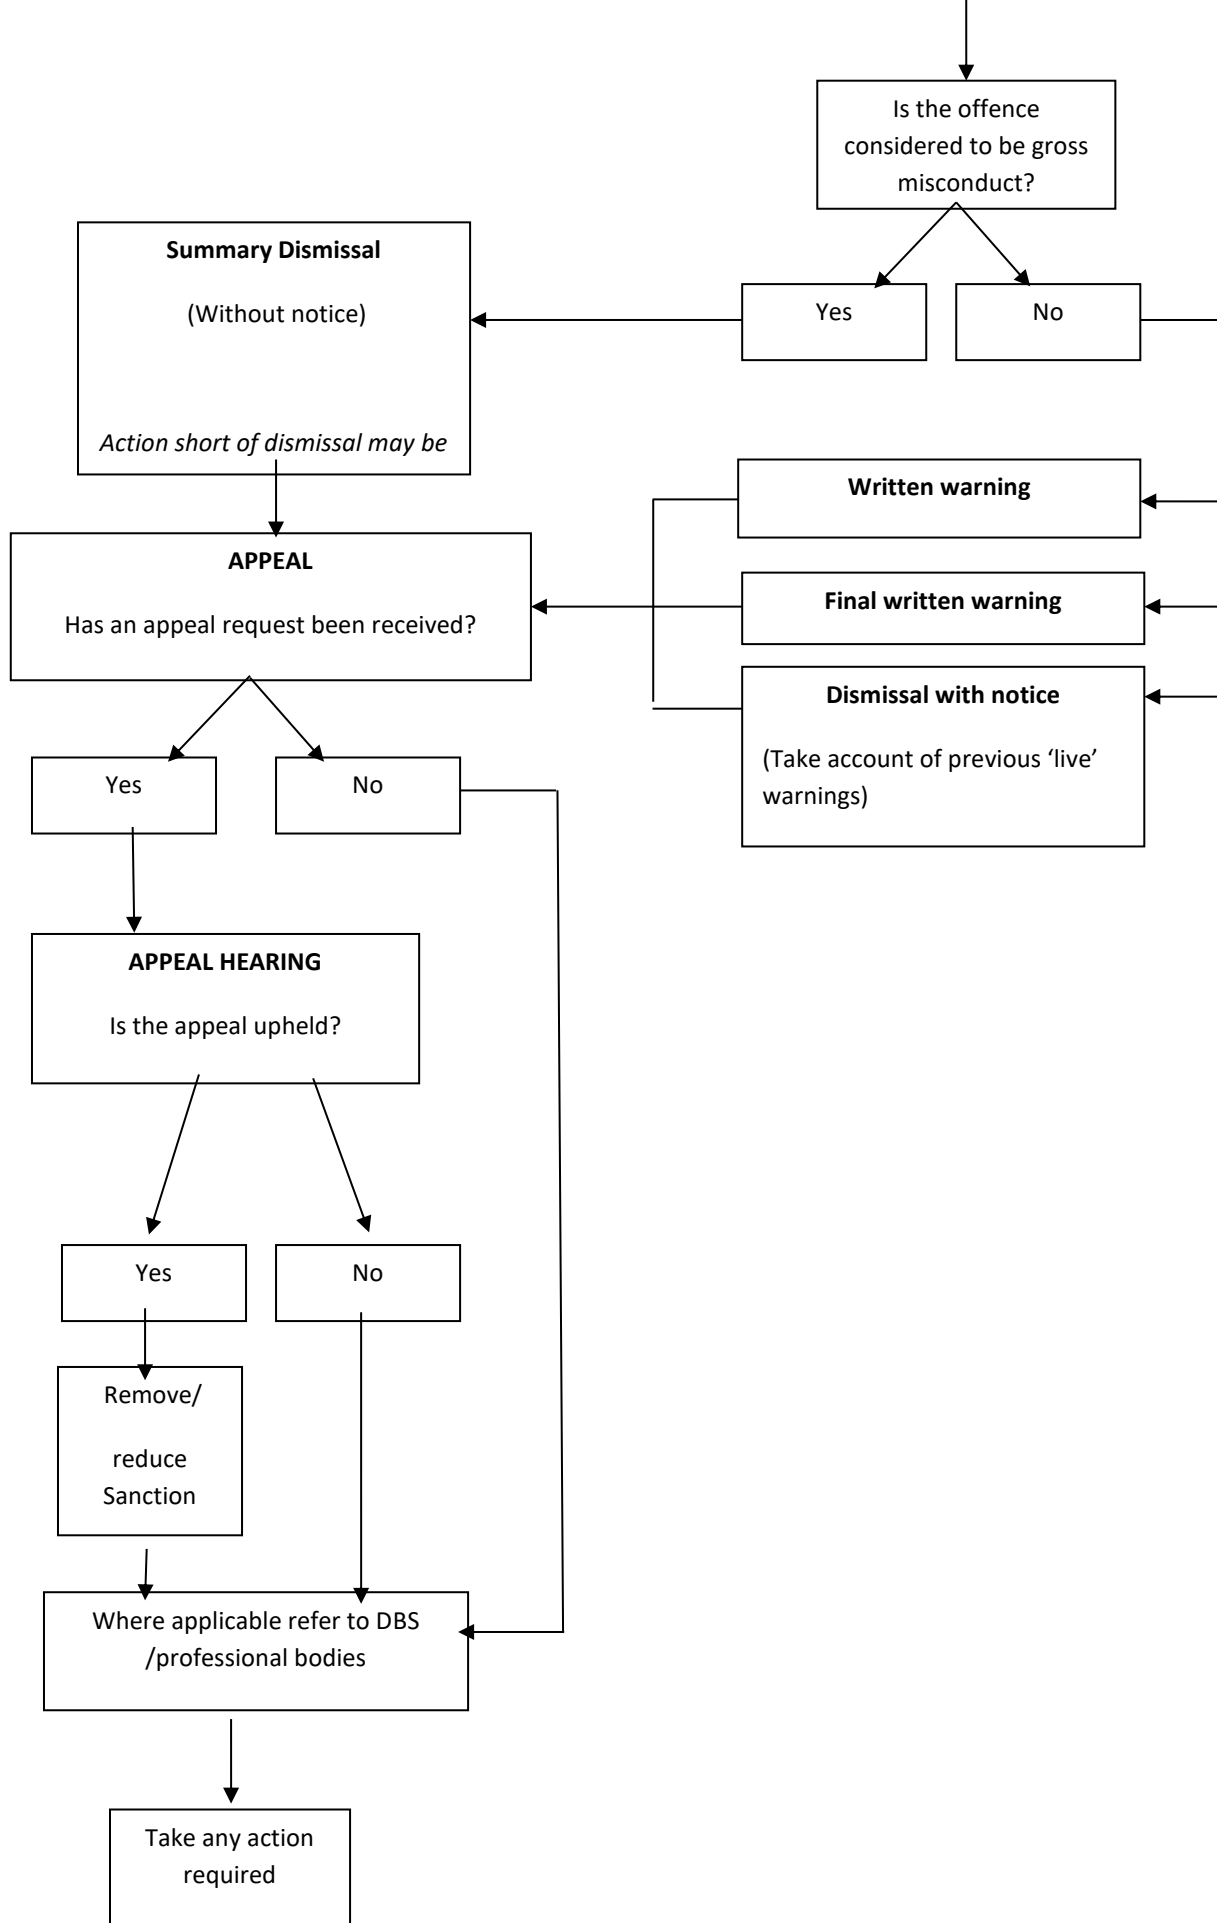 Is the offence
considered to be gross
misconduct?
Summary Dismissal
(Without notice)
Action short of dismissal may be
Yes
No
Written warning
Final written warning
Dismissal with notice
(Take account of previous ‘live’
warnings)
APPEAL
Has an appeal request been received?
Yes
No
APPEAL HEARING
Is the appeal upheld?
Yes
No
Remove/
reduce
Sanction
Where applicable refer to DBS
/professional bodies
Take any action
required